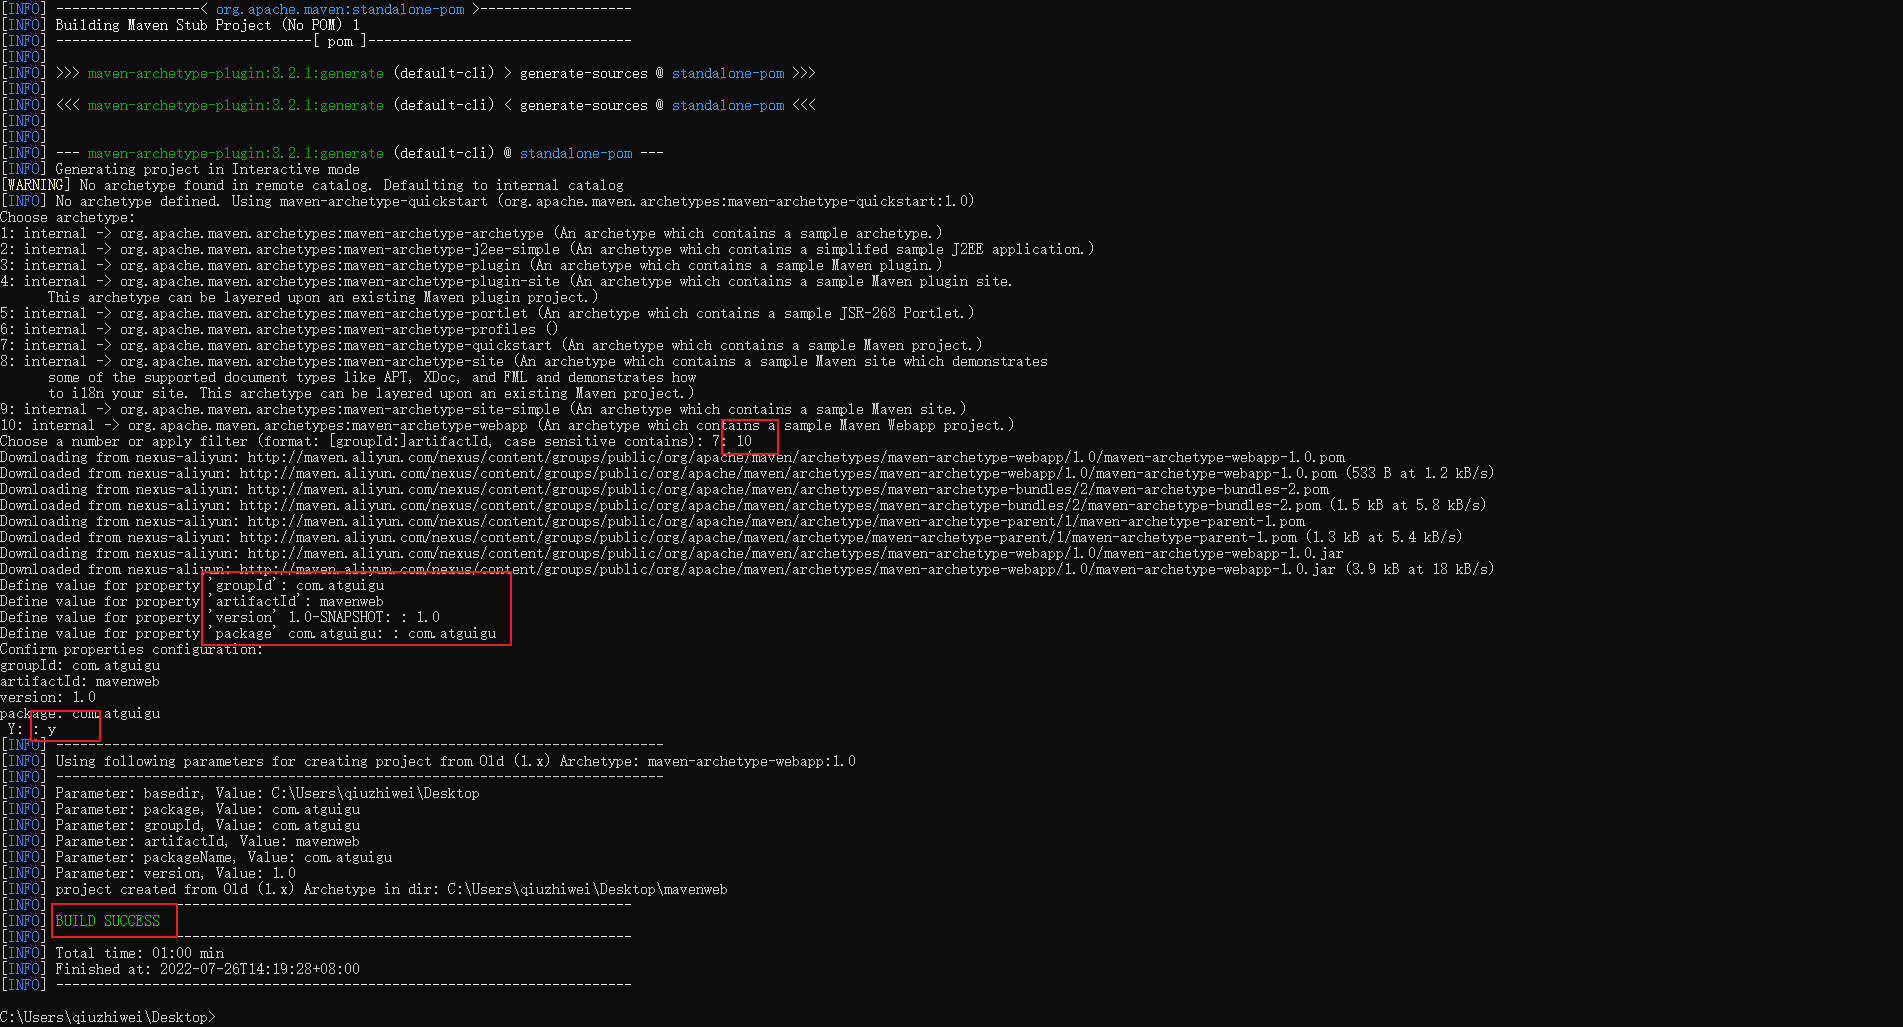 [INFO] ------------------< org.apache.maven:standalone-pom >-------------------
[INFO] Building Maven Stub Project (No POM) 1
[INFO] --------------------------------[ pom ]---------------------------------
[INFO]
[INFO] >>> maven-archetype-plugin:3.2.1:generate (default-cli) > generate-sources @ standalone-pom >>>
[INFO]
[INFO] <<< maven-archetype-plugin:3.2.1:generate (default-cli) < generate-sources @ standalone-pom <<<
[INFO]
[INFO]
[INFO] --- maven-archetype-plugin:3.2.1:generate (default-cli) @ standalone-pom ---
[INFO] Generating project in Interactive mode
[WARNING] No archetype found in remote catalog. Defaulting to internal catalog
[INFO] No archetype defined. Using maven-archetype-quickstart (org.apache.maven.archetypes:maven-archetype-quickstart:1.0)
Choose archetype:
1: internal -> org.apache.maven.archetypes:maven-archetype-archetype (An archetype which contains a sample archetype.)
2: internal -> org.apache.maven.archetypes:maven-archetype-j2ee-simple (An archetype which contains a simplifed sample J2EE application.)
3: internal -> org.apache.maven.archetypes:maven-archetype-plugin (An archetype which contains a sample Maven plugin.)
4: internal -> org.apache.maven.archetypes:maven-archetype-plugin-site (An archetype which contains a sample Maven plugin site.
      This archetype can be layered upon an existing Maven plugin project.)
5: internal -> org.apache.maven.archetypes:maven-archetype-portlet (An archetype which contains a sample JSR-268 Portlet.)
6: internal -> org.apache.maven.archetypes:maven-archetype-profiles ()
7: internal -> org.apache.maven.archetypes:maven-archetype-quickstart (An archetype which contains a sample Maven project.)
8: internal -> org.apache.maven.archetypes:maven-archetype-site (An archetype which contains a sample Maven site which demonstrates
      some of the supported document types like APT, XDoc, and FML and demonstrates how
      to i18n your site. This archetype can be layered upon an existing Maven project.)
9: internal -> org.apache.maven.archetypes:maven-archetype-site-simple (An archetype which contains a sample Maven site.)
10: internal -> org.apache.maven.archetypes:maven-archetype-webapp (An archetype which contains a sample Maven Webapp project.)
Choose a number or apply filter (format: [groupId:]artifactId, case sensitive contains): 7: 10
Downloading from nexus-aliyun: http://maven.aliyun.com/nexus/content/groups/public/org/apache/maven/archetypes/maven-archetype-webapp/1.0/maven-archetype-webapp-1.0.pom
Downloaded from nexus-aliyun: http://maven.aliyun.com/nexus/content/groups/public/org/apache/maven/archetypes/maven-archetype-webapp/1.0/maven-archetype-webapp-1.0.pom (533 B at 1.2 kB/s)
Downloading from nexus-aliyun: http://maven.aliyun.com/nexus/content/groups/public/org/apache/maven/archetypes/maven-archetype-bundles/2/maven-archetype-bundles-2.pom
Downloaded from nexus-aliyun: http://maven.aliyun.com/nexus/content/groups/public/org/apache/maven/archetypes/maven-archetype-bundles/2/maven-archetype-bundles-2.pom (1.5 kB at 5.8 kB/s)
Downloading from nexus-aliyun: http://maven.aliyun.com/nexus/content/groups/public/org/apache/maven/archetype/maven-archetype-parent/1/maven-archetype-parent-1.pom
Downloaded from nexus-aliyun: http://maven.aliyun.com/nexus/content/groups/public/org/apache/maven/archetype/maven-archetype-parent/1/maven-archetype-parent-1.pom (1.3 kB at 5.4 kB/s)
Downloading from nexus-aliyun: http://maven.aliyun.com/nexus/content/groups/public/org/apache/maven/archetypes/maven-archetype-webapp/1.0/maven-archetype-webapp-1.0.jar
Downloaded from nexus-aliyun: http://maven.aliyun.com/nexus/content/groups/public/org/apache/maven/archetypes/maven-archetype-webapp/1.0/maven-archetype-webapp-1.0.jar (3.9 kB at 18 kB/s)
Define value for property 'groupId': com.atguigu
Define value for property 'artifactId': mavenweb
Define value for property 'version' 1.0-SNAPSHOT: : 1.0
Define value for property 'package' com.atguigu: : com.atguigu
Confirm properties configuration:
groupId: com.atguigu
artifactId: mavenweb
version: 1.0
package: com.atguigu
 Y: : y
[INFO] ----------------------------------------------------------------------------
[INFO] Using following parameters for creating project from Old (1.x) Archetype: maven-archetype-webapp:1.0
[INFO] ----------------------------------------------------------------------------
[INFO] Parameter: basedir, Value: C:\Users\qiuzhiwei\Desktop
[INFO] Parameter: package, Value: com.atguigu
[INFO] Parameter: groupId, Value: com.atguigu
[INFO] Parameter: artifactId, Value: mavenweb
[INFO] Parameter: packageName, Value: com.atguigu
[INFO] Parameter: version, Value: 1.0
[INFO] project created from Old (1.x) Archetype in dir: C:\Users\qiuzhiwei\Desktop\mavenweb
[INFO] ------------------------------------------------------------------------
[INFO] BUILD SUCCESS
[INFO] ------------------------------------------------------------------------
[INFO] Total time: 01:00 min
[INFO] Finished at: 2022-07-26T14:19:28+08:00
[INFO] ------------------------------------------------------------------------
C:\Users\qiuzhiwei\Desktop>